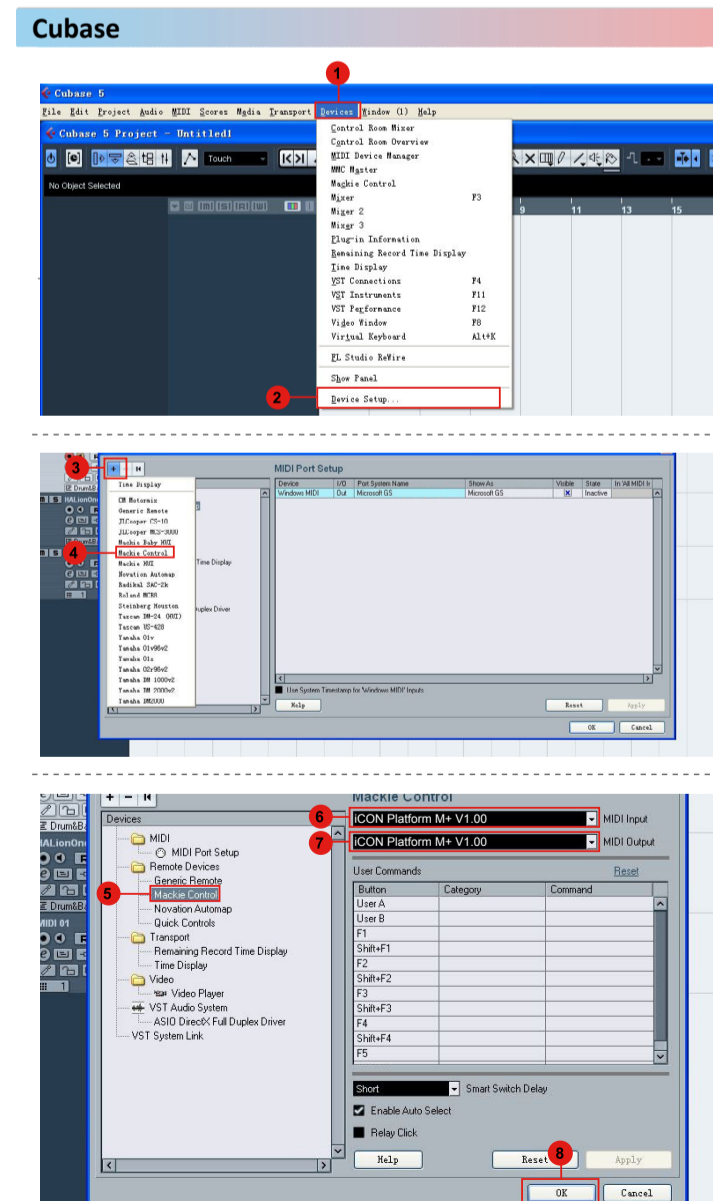 Cubase
1
Cubase 5
File Edit Project Audio MIDI Scores Media Transport Devices Window (1) Help
Cubase 5 Project - Untitled1
Touch
No Object Selected
9 11 13 15
Control Room Mixer
Control Room Overview
MIDI Device Manager
MMC Master
Mackie Control
Mixer F3
Mixer 2
Mixer 3
Plug-in Information
Remaining Record Time Display
Time Display
VST Connections F4
VST Instruments F11
VST Performance F12
Video Window F8
Virtual Keyboard Alt+K
FL Studio ReWire
Show Panel
2
Device Setup...
3
MIDI Port Setup
Device I/O Port System Name Show As Visible State In 'All MIDI In
Windows MIDI Out Microsoft GS Microsoft GS Inactive
Time Display
CM Motormix
Generic Remote
JLCooper CS-10
JLCooper MCS-3000
Mackie Baby HUI
4
Mackie Control
Mackie HUI
Time Display
Novation Automap
Radikal SAC-2k
Roland MCR8
Steinberg Houston
uplex Driver
Tascam DM-24 (HUI)
Tascam US-428
Yamaha 01v
Yamaha 01v96v2
Yamaha 01x
Yamaha 02r96v2
Yamaha DM 1000v2
Yamaha DM 2000v2
Yamaha DM2000
Use System Timestamp for 'Windows MIDI' Inputs
Help Reset Apply
OK Cancel
Mackie Control
Devices
6
iCON Platform M+ V1.00 MIDI Input
7
iCON Platform M+ V1.00 MIDI Output
MIDI
MIDI Port Setup
Remote Devices
Generic Remote
5
Mackie Control
Novation Automap
Quick Controls
Transport
Remaining Record Time Display
Time Display
Video
Video Player
VST Audio System
ASIO DirectX Full Duplex Driver
VST System Link
User Commands Reset
Button Category Command
User A
User B
F1
Shift+F1
F2
Shift+F2
F3
Shift+F3
F4
Shift+F4
F5
Short Smart Switch Delay
Enable Auto Select
Relay Click
8
Help Reset Apply
OK Cancel